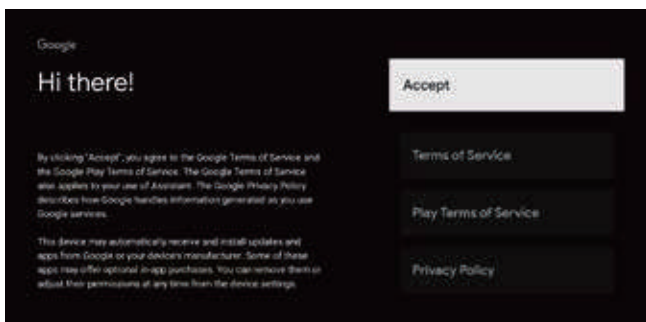 Google
Hi there!
Accept
By clicking "Accept", you agree to the Google Terms of Service and
the Google Play Terms of Service. The Google Terms of Service
also applies to your use of Assistant. The Google Privacy Policy
describes how Google handles information generated as you use
Google services.
This device may automatically receive and install updates and
apps from Google or your device's manufacturer. Some of these
apps may offer optional in-app purchases. You can remove them or
adjust their permissions at any time from the device settings.
Terms of Service
Play Terms of Service
Privacy Policy